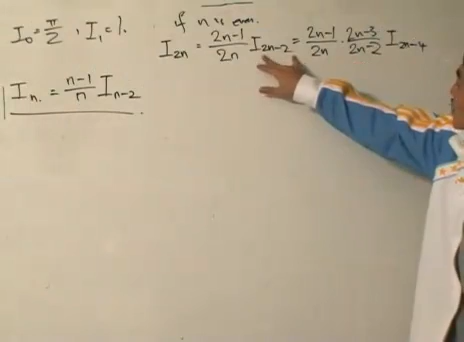 I₀ = π/2 , I₁ = 1.
if n is even.
I₂ₙ = (2n-1)/(2n) I₂ₙ₋₂ = (2n-1)/(2n) · (2n-3)/(2n-2) I₂ₙ₋₄
Iₙ. = (n-1)/n Iₙ₋₂